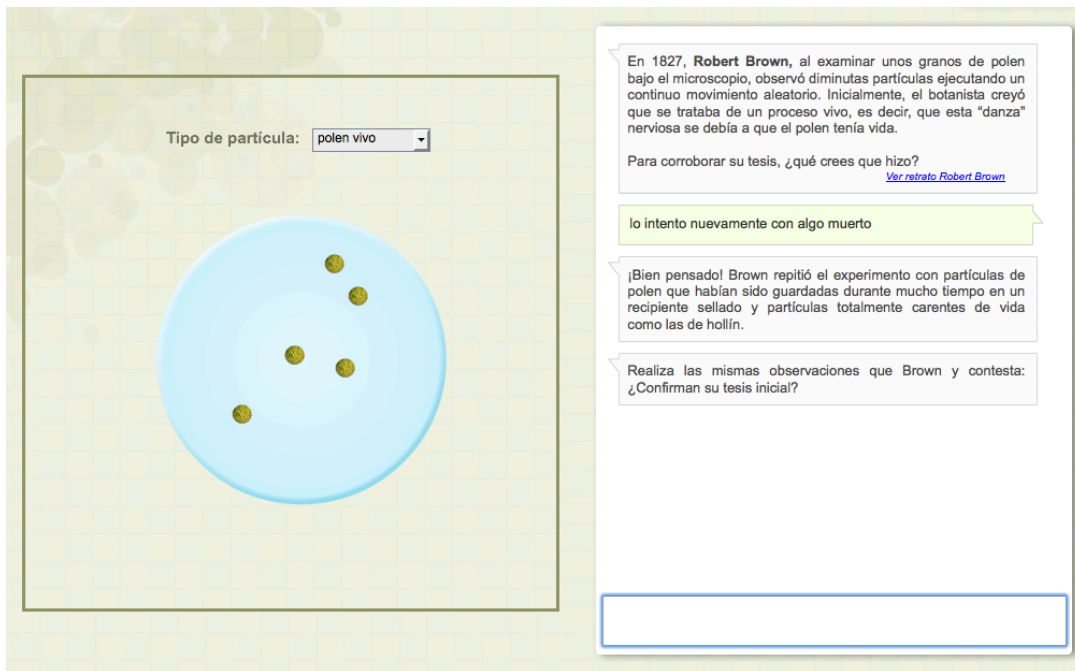 Tipo de partícula: polen vivo
En 1827, Robert Brown, al examinar unos granos de polen
bajo el microscopio, observó diminutas partículas ejecutando un
continuo movimiento aleatorio. Inicialmente, el botanista creyó
que se trataba de un proceso vivo, es decir, que esta “danza”
nerviosa se debía a que el polen tenía vida.
Para corroborar su tesis, ¿qué crees que hizo?
Ver retrato Robert Brown
lo intento nuevamente con algo muerto
¡Bien pensado! Brown repitió el experimento con partículas de
polen que habían sido guardadas durante mucho tiempo en un
recipiente sellado y partículas totalmente carentes de vida
como las de hollín.
Realiza las mismas observaciones que Brown y contesta:
¿Confirman su tesis inicial?